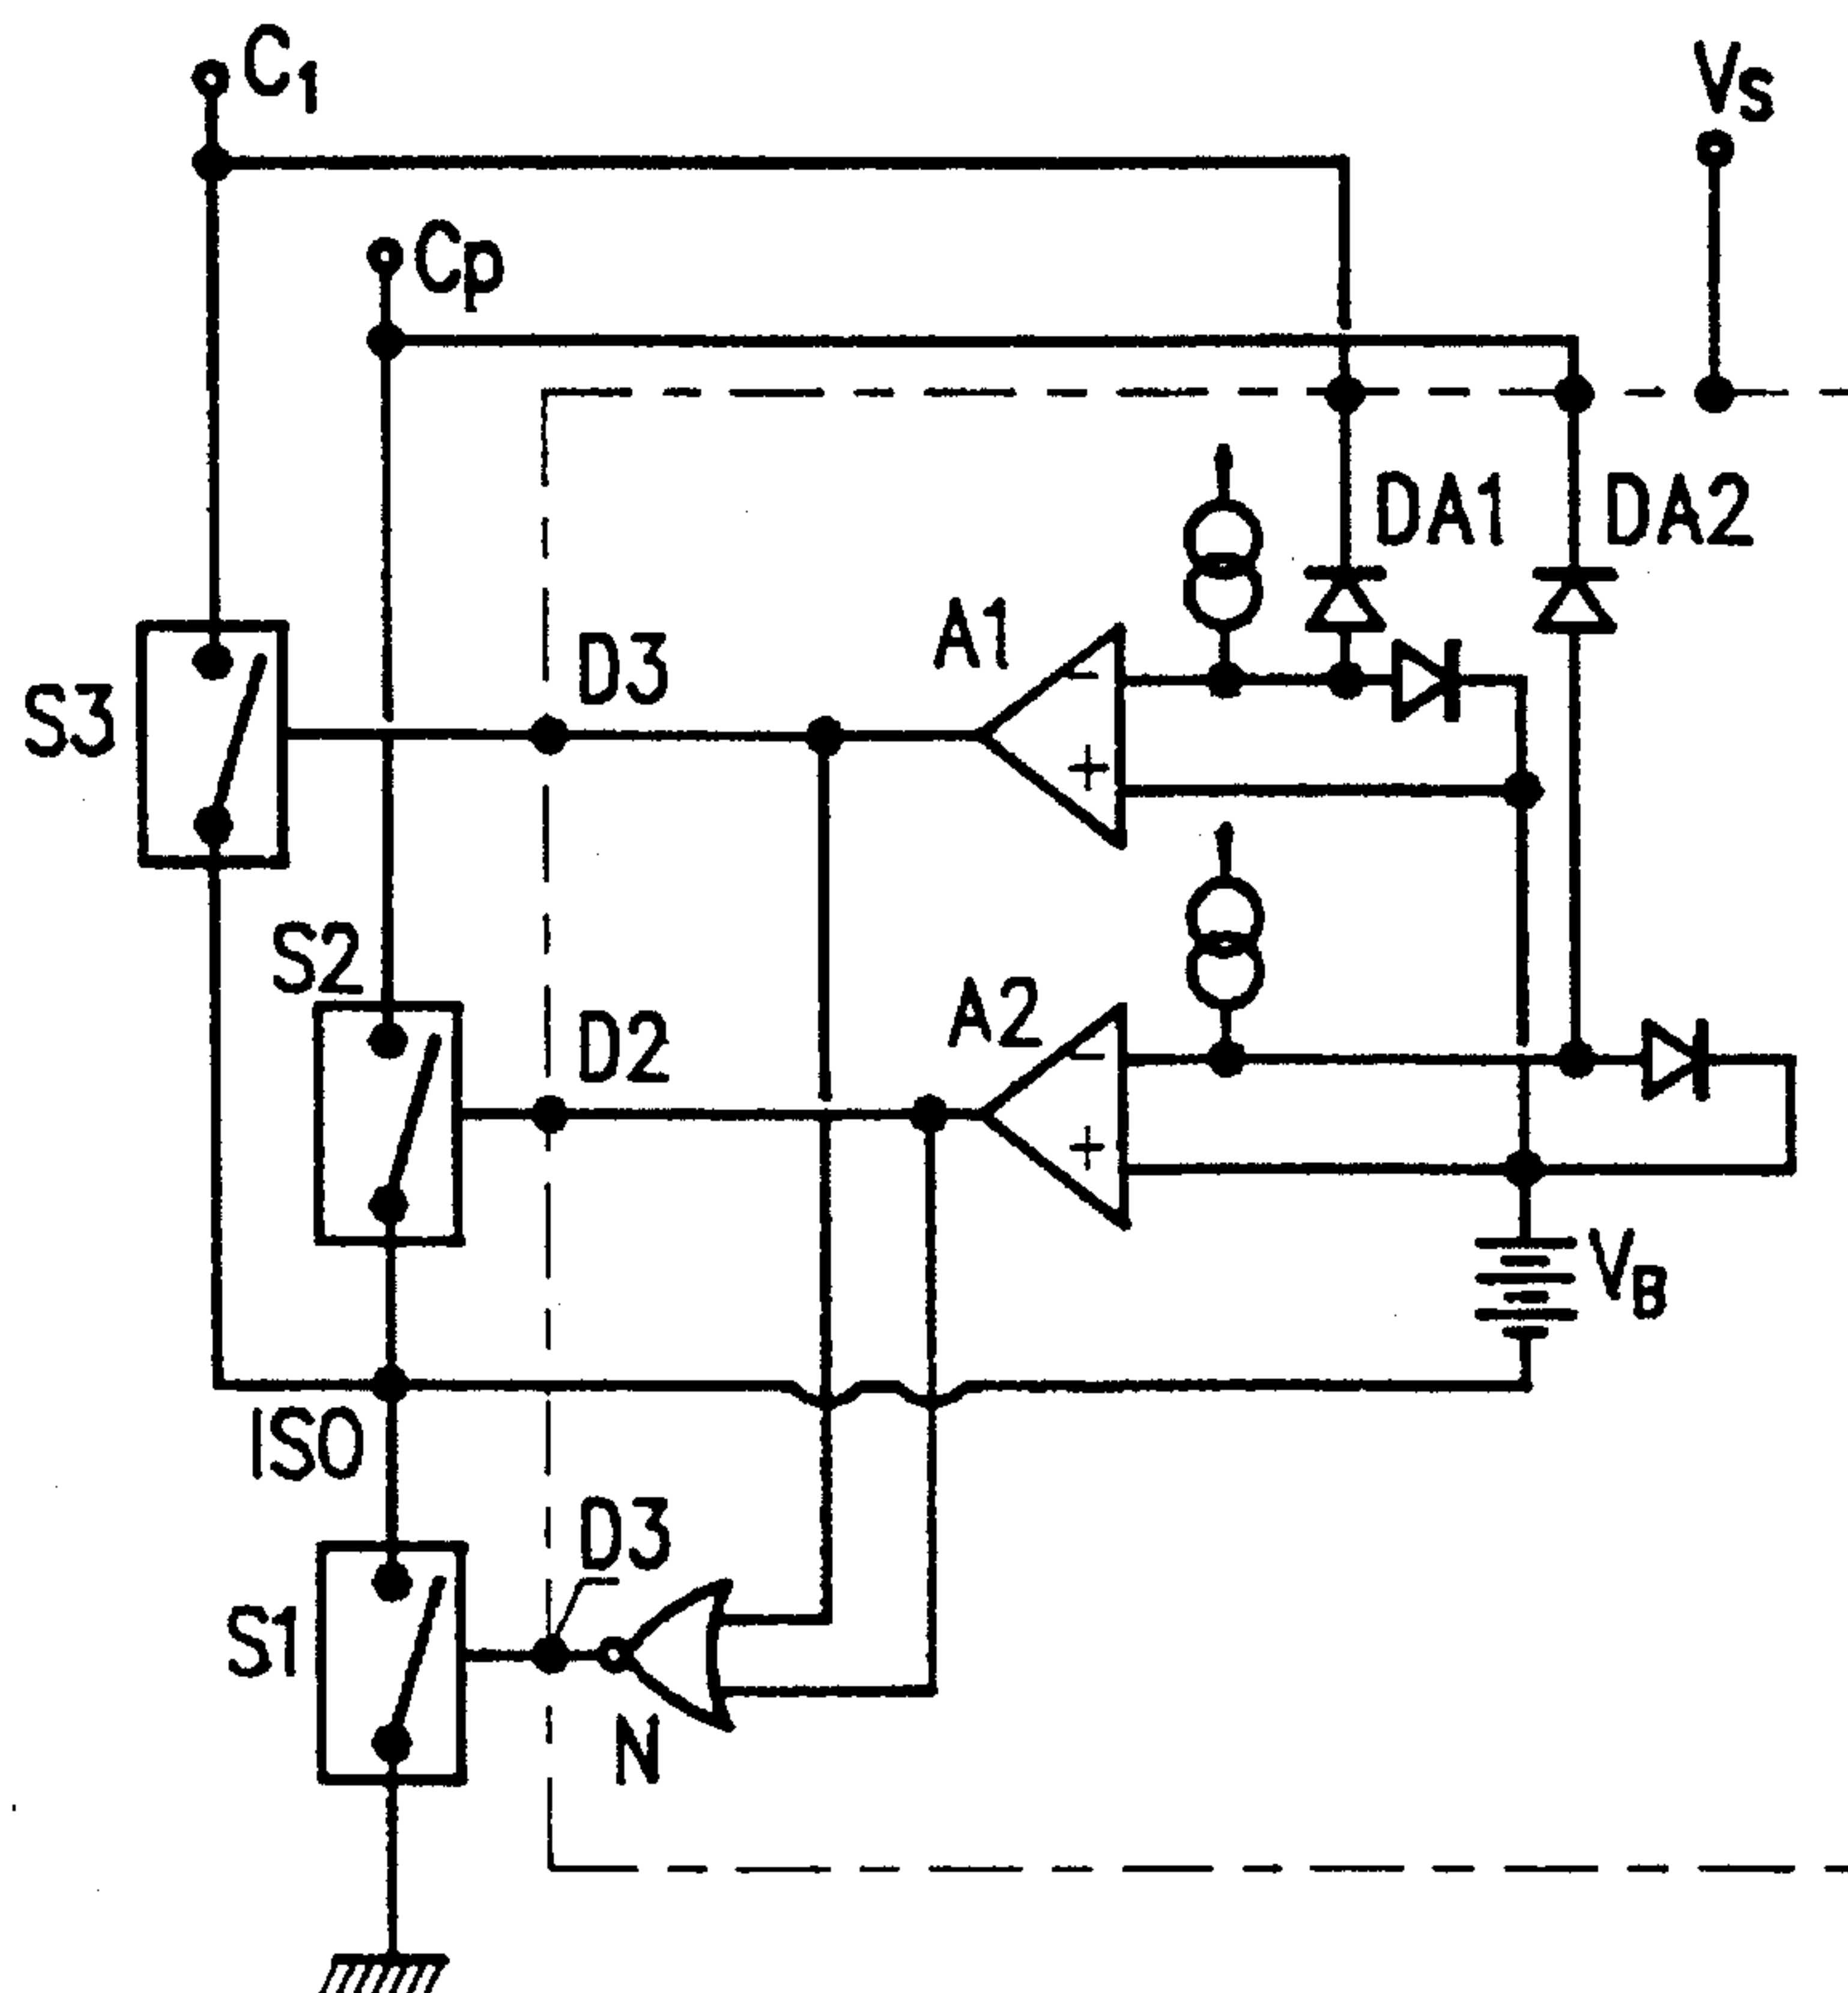 C1
VS
Cp
DA1
DA2
A1
D3
S3
−
+
S2
D2
A2
−
+
VB
ISO
D3
S1
N